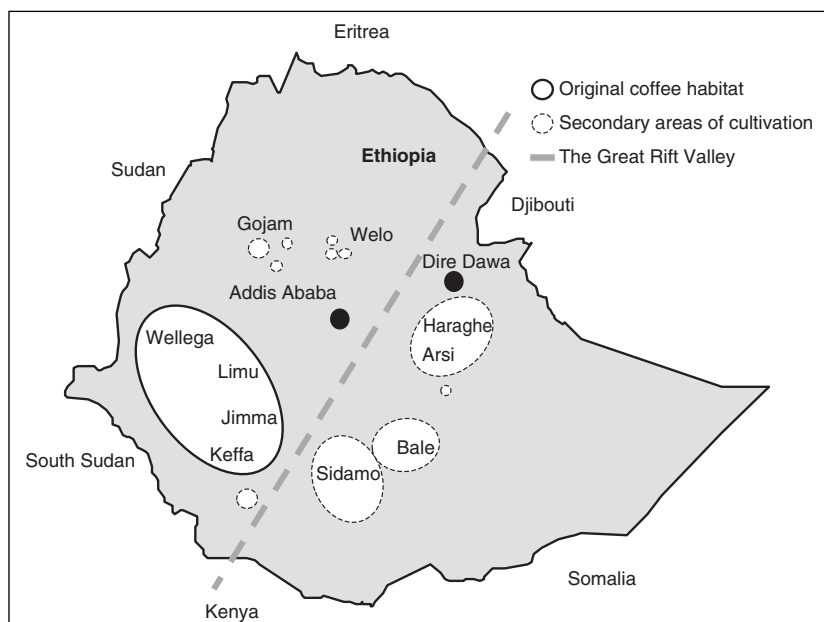 Eritrea
Original coffee habitat
Secondary areas of cultivation
The Great Rift Valley
Ethiopia
Sudan
Djibouti
Gojam
Welo
Dire Dawa
Addis Ababa
Haraghe
Arsi
Wellega
Limu
Jimma
Keffa
Bale
South Sudan
Sidamo
Somalia
Kenya